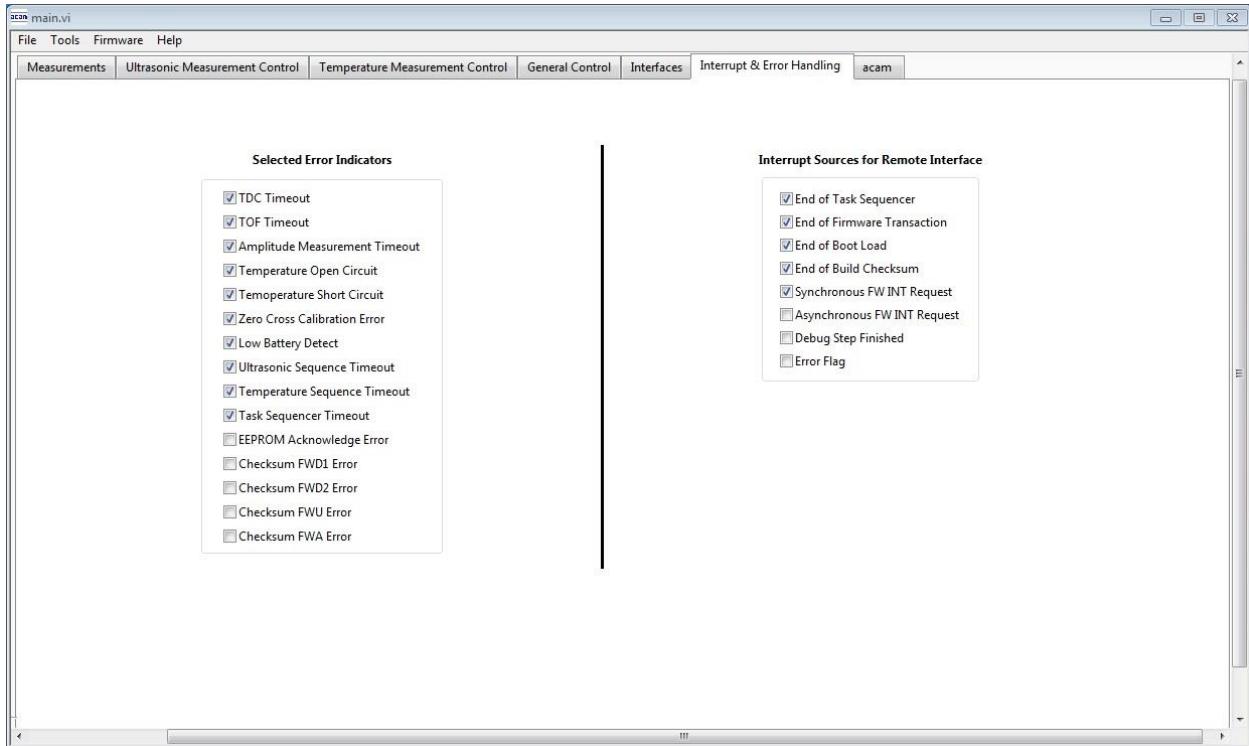 acam main.vi
File Tools Firmware Help
Measurements Ultrasonic Measurement Control Temperature Measurement Control General Control Interfaces Interrupt & Error Handling acam
Selected Error Indicators
TDC Timeout
TOF Timeout
Amplitude Measurement Timeout
Temperature Open Circuit
Temoperature Short Circuit
Zero Cross Calibration Error
Low Battery Detect
Ultrasonic Sequence Timeout
Temperature Sequence Timeout
Task Sequencer Timeout
EEPROM Acknowledge Error
Checksum FWD1 Error
Checksum FWD2 Error
Checksum FWU Error
Checksum FWA Error
Interrupt Sources for Remote Interface
End of Task Sequencer
End of Firmware Transaction
End of Boot Load
End of Build Checksum
Synchronous FW INT Request
Asynchronous FW INT Request
Debug Step Finished
Error Flag